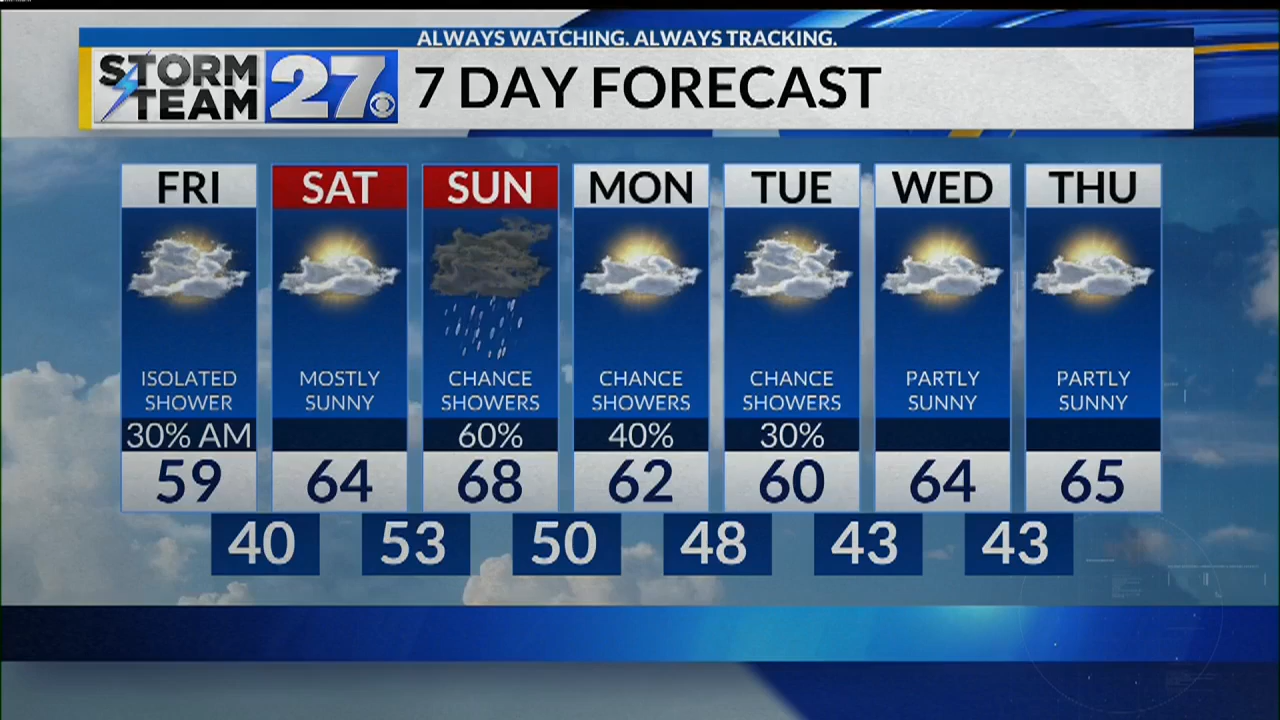 ALWAYS WATCHING. ALWAYS TRACKING.
STORM
TEAM
27
7 DAY FORECAST
FRI SAT SUN MON TUE WED THU
ISOLATED SHOWER
MOSTLY SUNNY
CHANCE SHOWERS
CHANCE SHOWERS
CHANCE SHOWERS
PARTLY SUNNY
PARTLY SUNNY
30% AM 60% 40% 30%
59 64 68 62 60 64 65
40 53 50 48 43 43